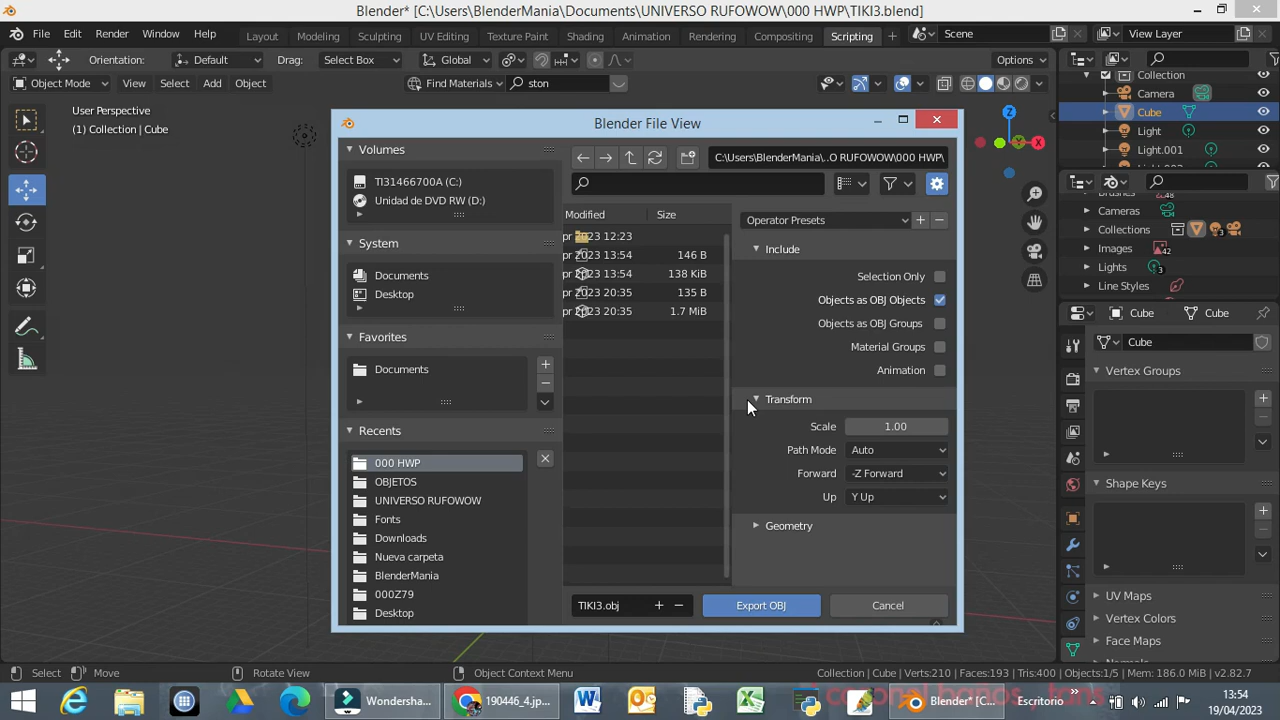 Blender* [C:\Users\BlenderMania\Documents\UNIVERSO RUFOWOW\000 HWP\TIKI3.blend]
File Edit Render Window Help Layout Modeling Sculpting UV Editing Texture Paint Shading Animation Rendering Compositing Scripting + Scene View Layer
Orientation: Default Drag: Select Box Global Options
Object Mode View Select Add Object Find Materials ston
User Perspective
(1) Collection | Cube
Z X
Blender File View
Volumes
TI31466700A (C:)
Unidad de DVD RW (D:)
System
Documents
Desktop
Favorites
Documents
Recents
000 HWP
OBJETOS
UNIVERSO RUFOWOW
Fonts
Downloads
Nueva carpeta
BlenderMania
000Z79
Desktop
C:\Users\BlenderMania\..O RUFOWOW\000 HWP\
Modified Size
pr 2023 12:23
pr 2023 13:54 146 B
pr 2023 13:54 138 KiB
pr 2023 20:35 135 B
pr 2023 20:35 1.7 MiB
Operator Presets
Include
Selection Only
Objects as OBJ Objects
Objects as OBJ Groups
Material Groups
Animation
Transform
Scale 1.00
Path Mode Auto
Forward -Z Forward
Up Y Up
Geometry
TIKI3.obj + − Export OBJ Cancel
Collection
Camera
Cube
Light
Light.001
Cameras
Collections 3
Images 42
Lights 3
Line Styles
Cube Cube
Cube
Vertex Groups
Shape Keys
UV Maps
Vertex Colors
Face Maps
Select Move Rotate View Object Context Menu Collection | Cube | Verts:210 | Faces:193 | Tris:400 | Objects:1/5 | Mem: 186.0 MiB | v2.82.7
Wondersha... 190446_4.jp... Blender* [C:... Escritorio » 13:54
19/04/2023